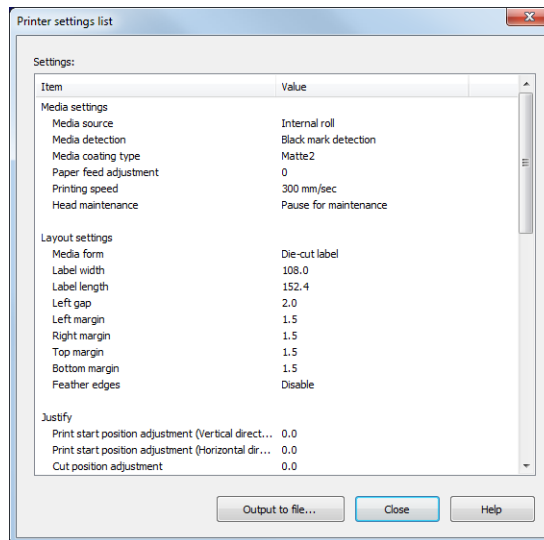 Printer settings list
Settings:
Item Value
Media settings
Media source Internal roll
Media detection Black mark detection
Media coating type Matte2
Paper feed adjustment 0
Printing speed 300 mm/sec
Head maintenance Pause for maintenance
Layout settings
Media form Die-cut label
Label width 108.0
Label length 152.4
Left gap 2.0
Left margin 1.5
Right margin 1.5
Top margin 1.5
Bottom margin 1.5
Feather edges Disable
Justify
Print start position adjustment (Vertical direct... 0.0
Print start position adjustment (Horizontal dir... 0.0
Cut position adjustment 0.0
Output to file... Close Help